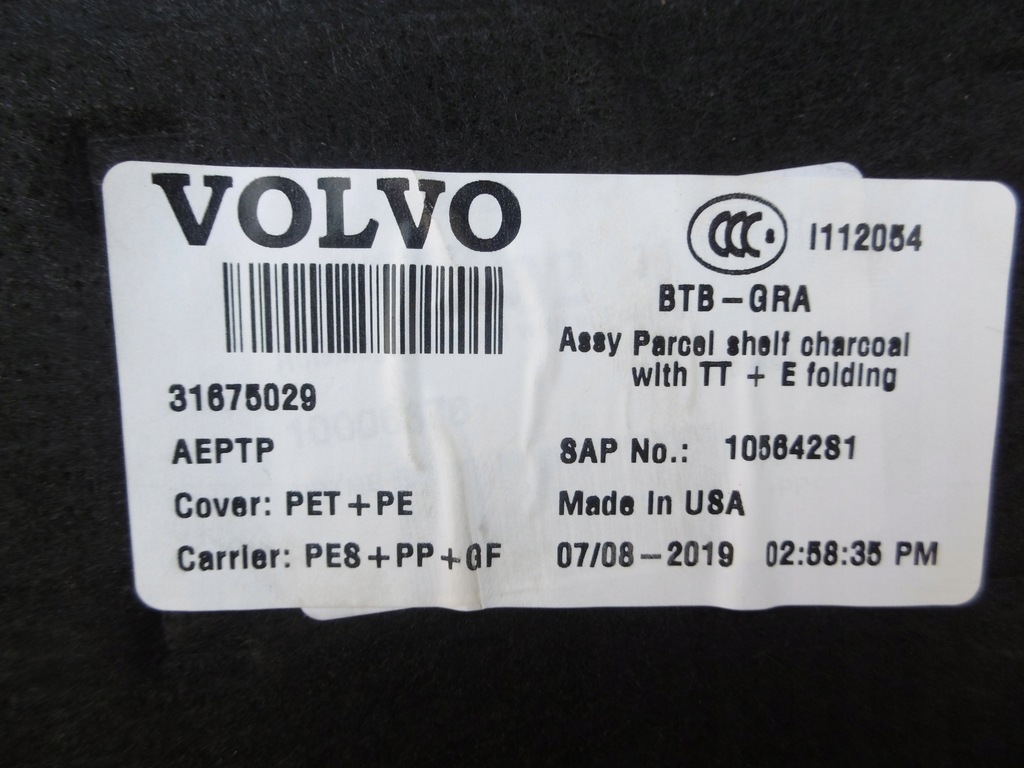 VOLVO
CCC S I112054
BTB-GRA
Assy Parcel shelf charcoal
with TT + E folding
31675029
AEPTP
SAP No.: 10564281
Cover: PET+PE
Made In USA
Carrier: PES+PP+GF
07/08-2019 02:58:35 PM